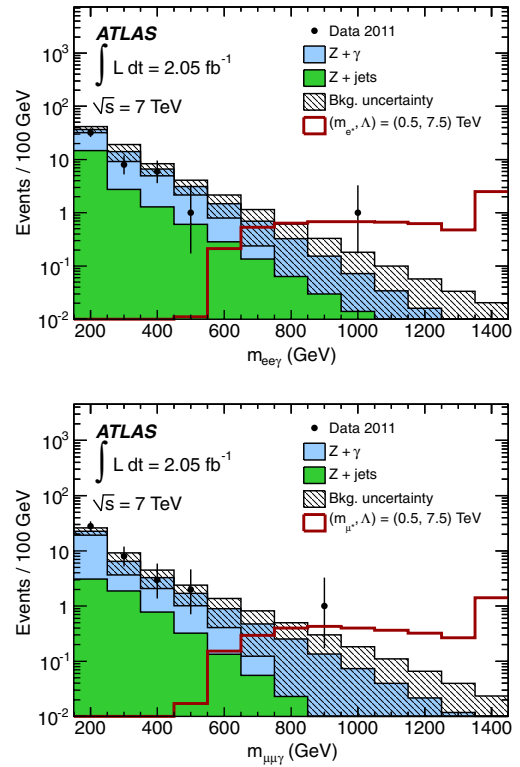 ATLAS
∫ L dt = 2.05 fb⁻¹
√s = 7 TeV
Data 2011
Z + γ
Z + jets
Bkg. uncertainty
(m_e*, Λ) = (0.5, 7.5) TeV
Events / 100 GeV
10³
10²
10
1
10⁻¹
10⁻²
200 400 600 800 1000 1200 1400
m_eeγ (GeV)
ATLAS
∫ L dt = 2.05 fb⁻¹
√s = 7 TeV
Data 2011
Z + γ
Z + jets
Bkg. uncertainty
(m_μ*, Λ) = (0.5, 7.5) TeV
Events / 100 GeV
10³
10²
10
1
10⁻¹
10⁻²
200 400 600 800 1000 1200 1400
m_μμγ (GeV)